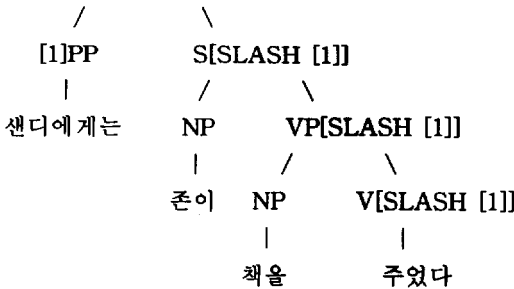 / \
[1]PP S[SLASH [1]]
| / \
샌디에게는 NP VP[SLASH [1]]
| / \
존이 NP V[SLASH [1]]
| |
책을 주었다